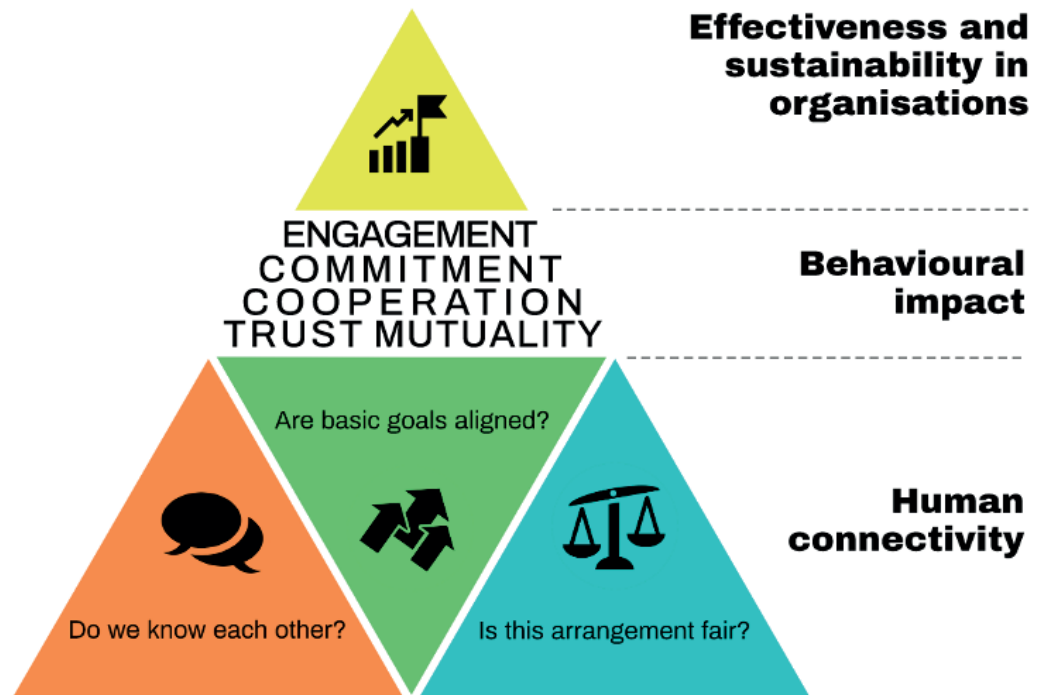 Effectiveness and
sustainability in
organisations
ENGAGEMENT
COMMITMENT
COOPERATION
TRUST MUTUALITY
Behavioural
impact
Are basic goals aligned?
Human
connectivity
Do we know each other?
Is this arrangement fair?